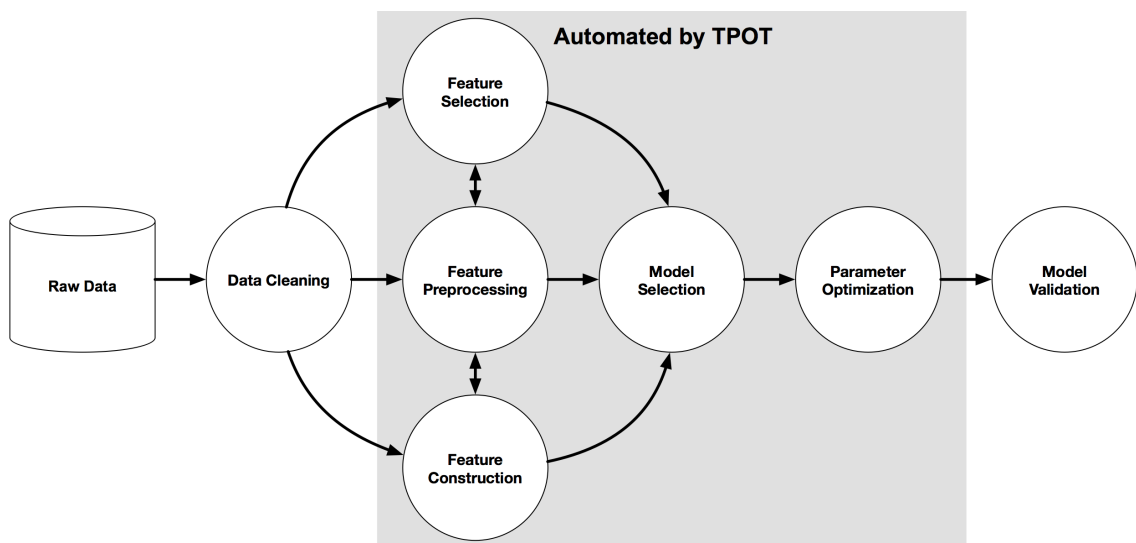 Automated by TPOT
Feature
Selection
Raw Data
Data Cleaning
Feature
Preprocessing
Model
Selection
Parameter
Optimization
Model
Validation
Feature
Construction